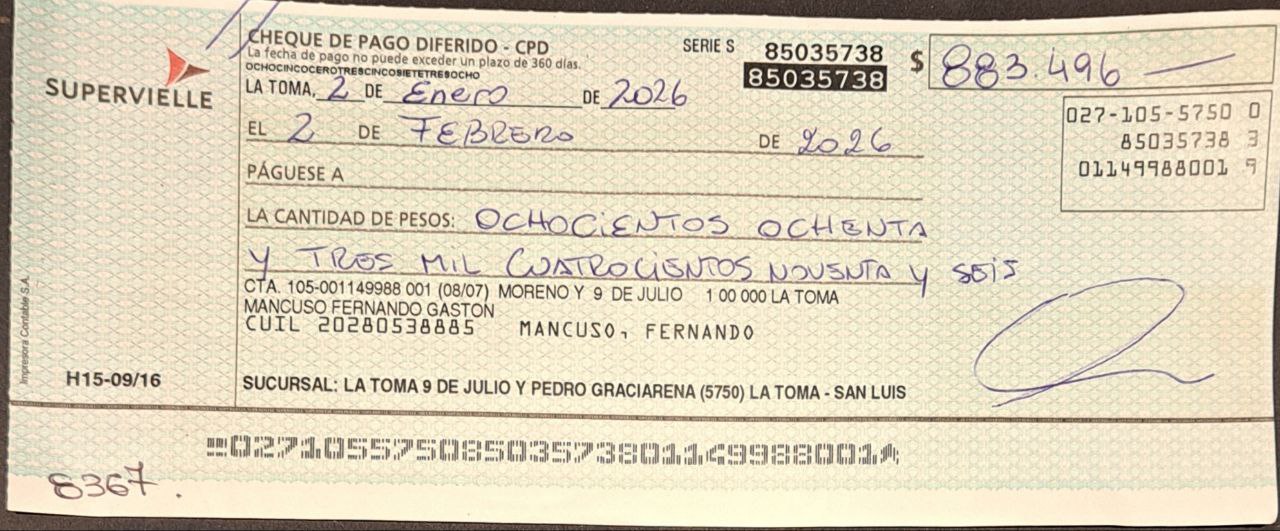 CHEQUE DE PAGO DIFERIDO - CPD
La fecha de pago no puede exceder un plazo de 360 días.
OCHOCINCOCEROTRESCINCOSIETETRESOCHO
SERIE S 85035738
85035738
$ 883.496
SUPERVIELLE
LA TOMA, 2 DE Enero DE 2026
027-105-5750 0
85035738 3
01149988001 9
EL 2 DE FEBRERO DE 2026
PÁGUESE A
LA CANTIDAD DE PESOS: OCHOCIENTOS OCHENTA
Y TRES MIL CUATROCIENTOS NOVENTA Y SEIS
CTA. 105-001149988 001 (08/07) MORENO Y 9 DE JULIO 1 00 000 LA TOMA
MANCUSO FERNANDO GASTON
CUIL 20280538885 MANCUSO, FERNANDO
Impresora Contable S.A.
H15-09/16
SUCURSAL: LA TOMA 9 DE JULIO Y PEDRO GRACIARENA (5750) LA TOMA - SAN LUIS
02710557508503573801149988001
8367.